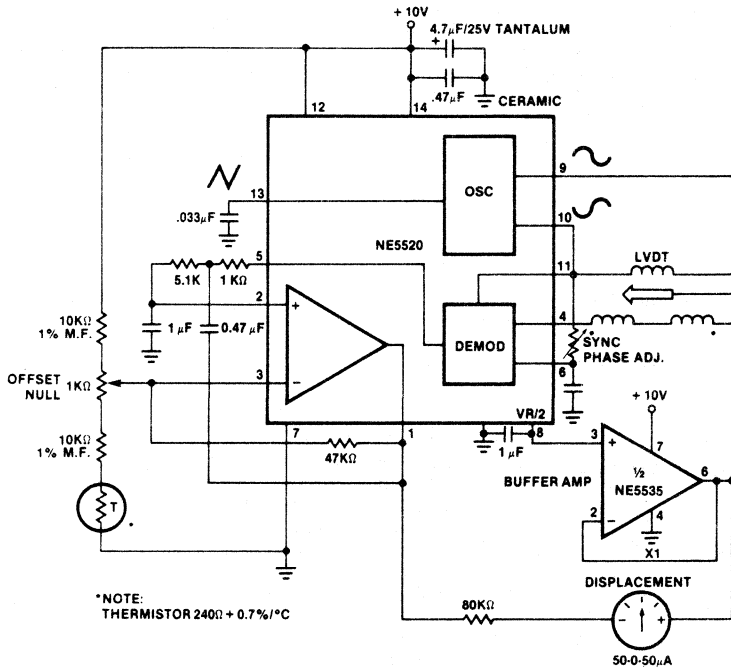 + 10V
4.7μF/25V TANTALUM
+
.47μF
CERAMIC
12
14
13
.033μF
OSC
9
10
NE5520
5.1K
1 KΩ
5
11
LVDT
2
+
1 μF
0.47 μF
DEMOD
4
SYNC
PHASE ADJ.
*
*
6
10KΩ
1% M.F.
OFFSET
NULL
1KΩ
3
−
10KΩ
1% M.F.
7
47KΩ
1
VR/2
8
1 μF
+ 10V
BUFFER AMP
3
+
7
½
NE5535
6
2
−
4
X1
T
*
*NOTE:
THERMISTOR 240Ω + 0.7%/°C
80KΩ
DISPLACEMENT
−
+
50-0-50μA